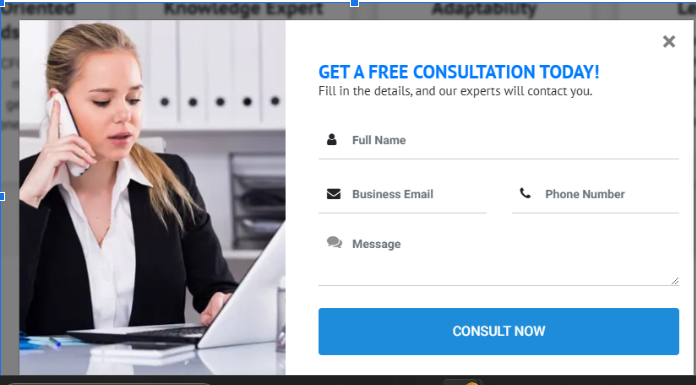 Oriented
Knowledge Expert
Adaptability
GET A FREE CONSULTATION TODAY!
Fill in the details, and our experts will contact you.
Full Name
Business Email
Phone Number
Message
CONSULT NOW